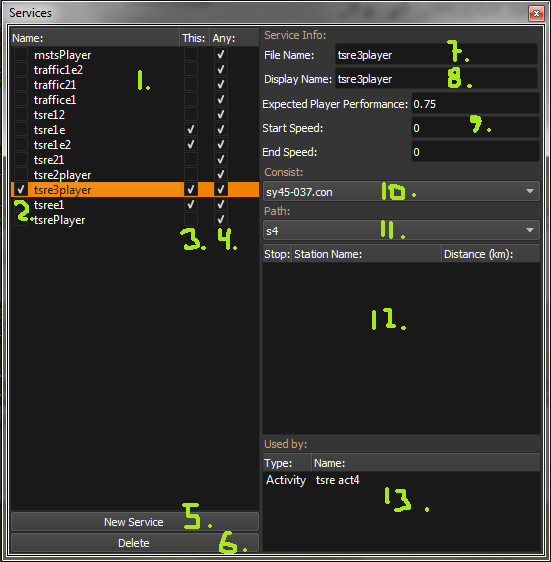 Services
Name: This: Any:
mstsPlayer
traffic1e2
traffic21
traffice1
tsre12
tsre1e
tsre1e2
tsre21
tsre2player
tsre3player
tsree1
tsrePlayer
1.
2.
3. 4.
New Service 5.
Delete 6.
Service Info:
File Name: tsre3player 7.
Display Name: tsre3player 8.
Expected Player Performance: 0.75
Start Speed: 0 9.
End Speed: 0
Consist:
sy45-037.con 10.
Path:
s4 11.
Stop: Station Name: Distance (km):
12.
Used by:
Type: Name:
Activity tsre act4
13.